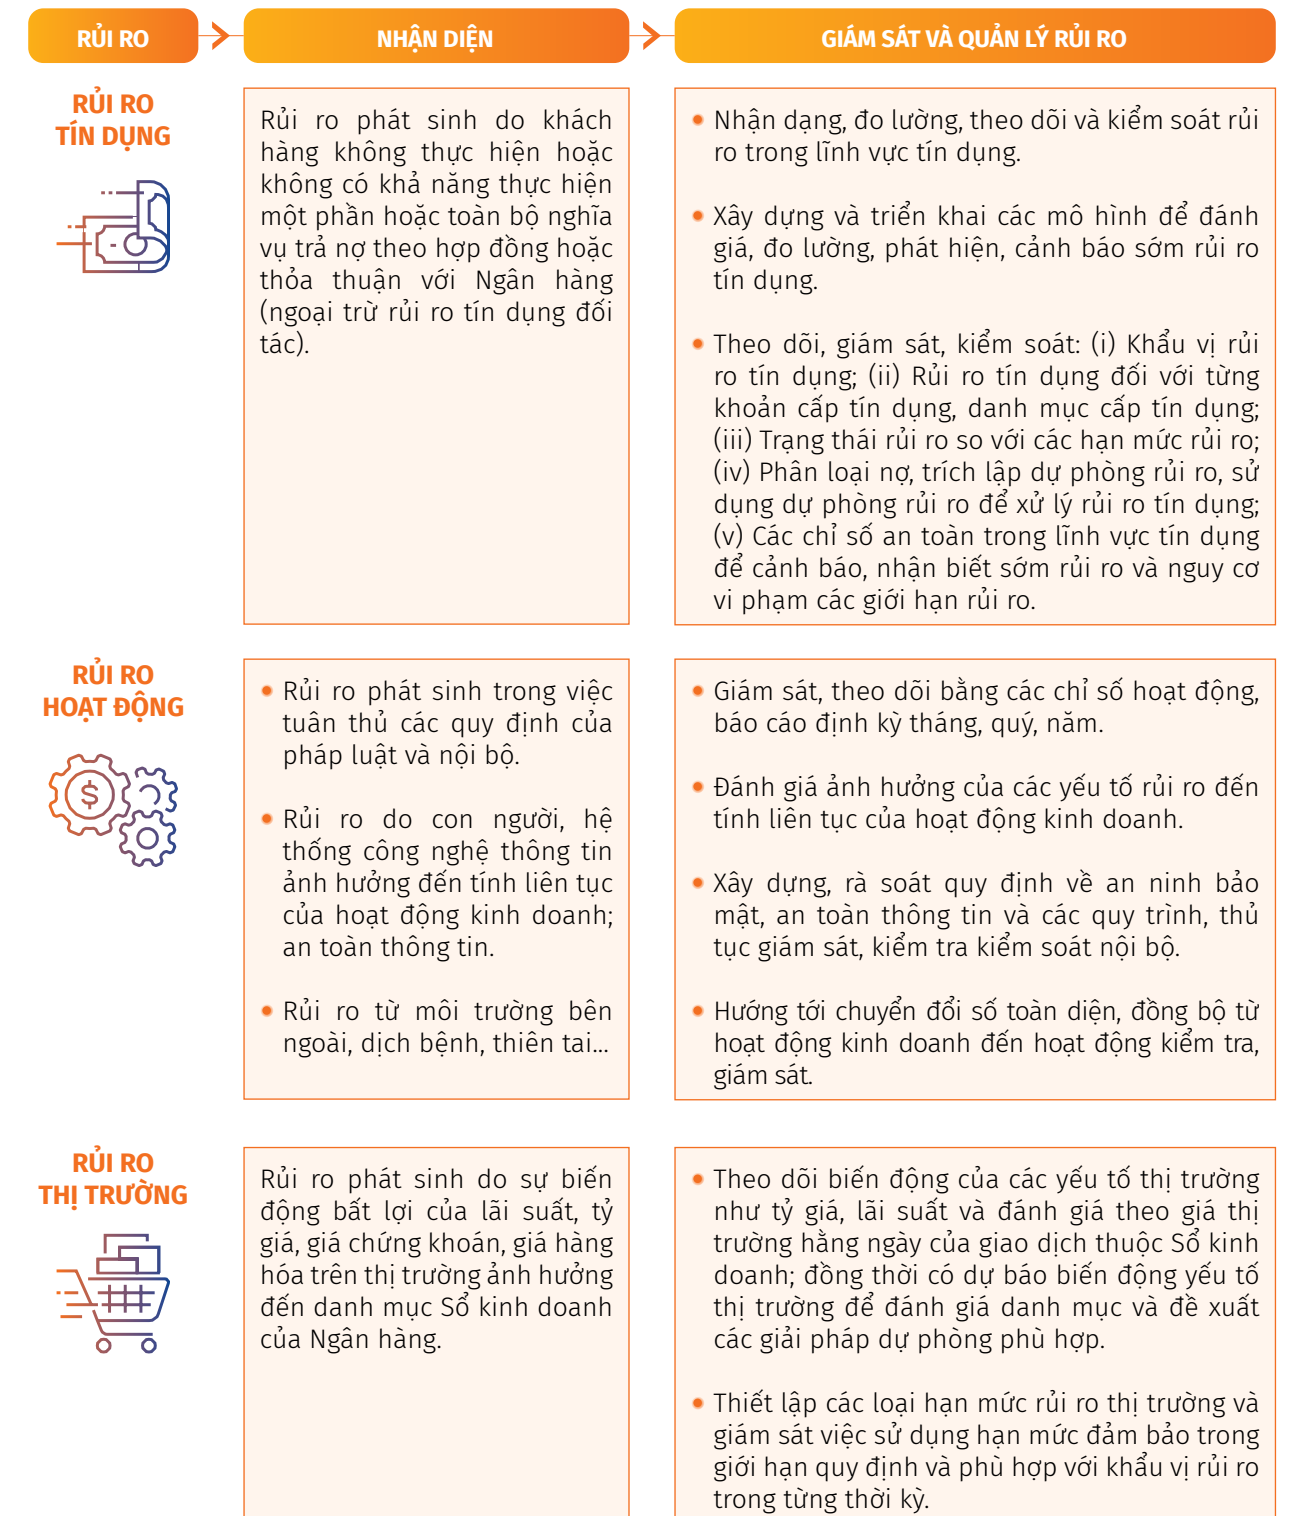 RỦI RO
NHẬN DIỆN
GIÁM SÁT VÀ QUẢN LÝ RỦI RO
RỦI RO
TÍN DỤNG
Rủi ro phát sinh do khách
hàng không thực hiện hoặc
không có khả năng thực hiện
một phần hoặc toàn bộ nghĩa
vụ trả nợ theo hợp đồng hoặc
thỏa thuận với Ngân hàng
(ngoại trừ rủi ro tín dụng đối
tác).
• Nhận dạng, đo lường, theo dõi và kiểm soát rủi
ro trong lĩnh vực tín dụng.
• Xây dựng và triển khai các mô hình để đánh
giá, đo lường, phát hiện, cảnh báo sớm rủi ro
tín dụng.
• Theo dõi, giám sát, kiểm soát: (i) Khẩu vị rủi
ro tín dụng; (ii) Rủi ro tín dụng đối với từng
khoản cấp tín dụng, danh mục cấp tín dụng;
(iii) Trạng thái rủi ro so với các hạn mức rủi ro;
(iv) Phân loại nợ, trích lập dự phòng rủi ro, sử
dụng dự phòng rủi ro để xử lý rủi ro tín dụng;
(v) Các chỉ số an toàn trong lĩnh vực tín dụng
để cảnh báo, nhận biết sớm rủi ro và nguy cơ
vi phạm các giới hạn rủi ro.
RỦI RO
HOẠT ĐỘNG
$
• Rủi ro phát sinh trong việc
tuân thủ các quy định của
pháp luật và nội bộ.
• Rủi ro do con người, hệ
thống công nghệ thông tin
ảnh hưởng đến tính liên tục
của hoạt động kinh doanh;
an toàn thông tin.
• Rủi ro từ môi trường bên
ngoài, dịch bệnh, thiên tai...
• Giám sát, theo dõi bằng các chỉ số hoạt động,
báo cáo định kỳ tháng, quý, năm.
• Đánh giá ảnh hưởng của các yếu tố rủi ro đến
tính liên tục của hoạt động kinh doanh.
• Xây dựng, rà soát quy định về an ninh bảo
mật, an toàn thông tin và các quy trình, thủ
tục giám sát, kiểm tra kiểm soát nội bộ.
• Hướng tới chuyển đổi số toàn diện, đồng bộ từ
hoạt động kinh doanh đến hoạt động kiểm tra,
giám sát.
RỦI RO
THỊ TRƯỜNG
Rủi ro phát sinh do sự biến
động bất lợi của lãi suất, tỷ
giá, giá chứng khoán, giá hàng
hóa trên thị trường ảnh hưởng
đến danh mục Sổ kinh doanh
của Ngân hàng.
• Theo dõi biến động của các yếu tố thị trường
như tỷ giá, lãi suất và đánh giá theo giá thị
trường hằng ngày của giao dịch thuộc Sổ kinh
doanh; đồng thời có dự báo biến động yếu tố
thị trường để đánh giá danh mục và đề xuất
các giải pháp dự phòng phù hợp.
• Thiết lập các loại hạn mức rủi ro thị trường và
giám sát việc sử dụng hạn mức đảm bảo trong
giới hạn quy định và phù hợp với khẩu vị rủi ro
trong từng thời kỳ.